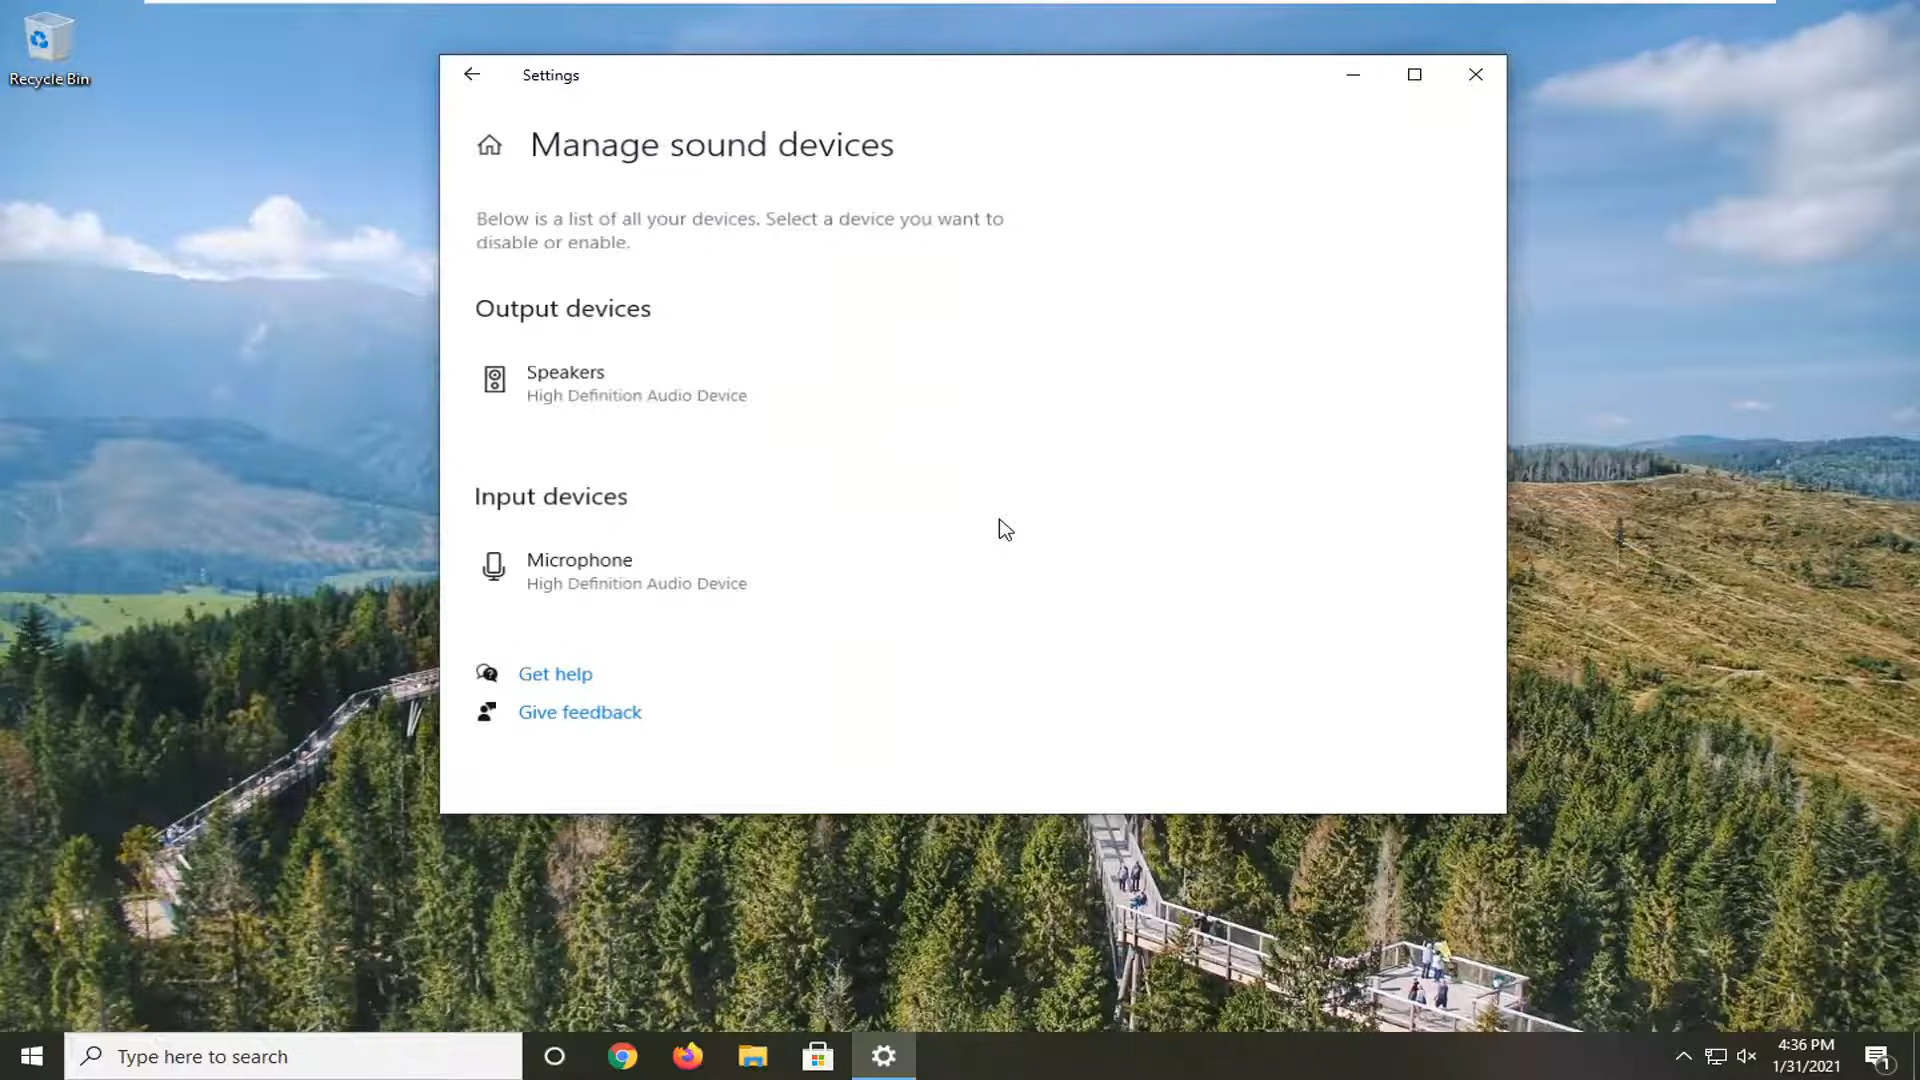 Recycle Bin
Settings
Manage sound devices
Below is a list of all your devices. Select a device you want to
disable or enable.
Output devices
Speakers
High Definition Audio Device
Input devices
Microphone
High Definition Audio Device
Get help
Give feedback
Type here to search
4:36 PM
1/31/2021
1